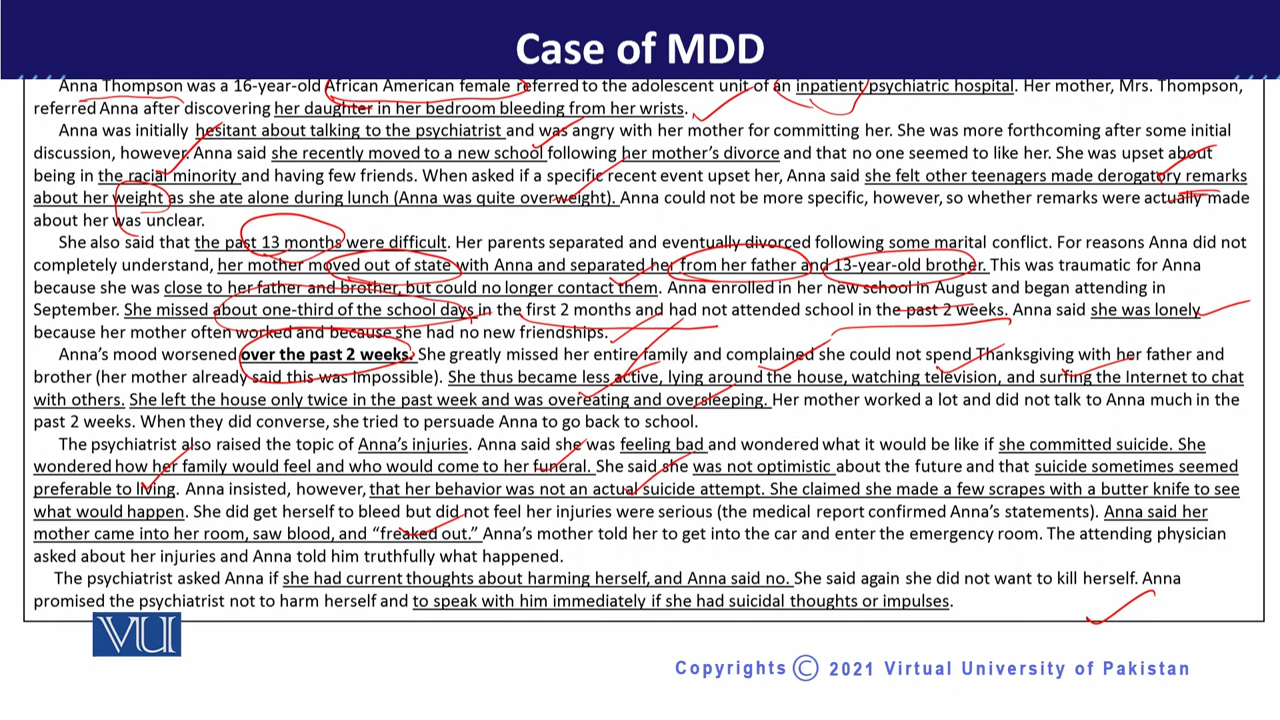 Case of MDD
Anna Thompson was a 16-year-old African American female referred to the adolescent unit of an inpatient psychiatric hospital. Her mother, Mrs. Thompson,
referred Anna after discovering her daughter in her bedroom bleeding from her wrists.
Anna was initially hesitant about talking to the psychiatrist and was angry with her mother for committing her. She was more forthcoming after some initial
discussion, however. Anna said she recently moved to a new school following her mother's divorce and that no one seemed to like her. She was upset about
being in the racial minority and having few friends. When asked if a specific recent event upset her, Anna said she felt other teenagers made derogatory remarks
about her weight as she ate alone during lunch (Anna was quite overweight). Anna could not be more specific, however, so whether remarks were actually made
about her was unclear.
She also said that the past 13 months were difficult. Her parents separated and eventually divorced following some marital conflict. For reasons Anna did not
completely understand, her mother moved out of state with Anna and separated her from her father and 13-year-old brother. This was traumatic for Anna
because she was close to her father and brother, but could no longer contact them. Anna enrolled in her new school in August and began attending in
September. She missed about one-third of the school days in the first 2 months and had not attended school in the past 2 weeks. Anna said she was lonely
because her mother often worked and because she had no new friendships.
Anna's mood worsened over the past 2 weeks. She greatly missed her entire family and complained she could not spend Thanksgiving with her father and
brother (her mother already said this was impossible). She thus became less active, lying around the house, watching television, and surfing the Internet to chat
with others. She left the house only twice in the past week and was overeating and oversleeping. Her mother worked a lot and did not talk to Anna much in the
past 2 weeks. When they did converse, she tried to persuade Anna to go back to school.
The psychiatrist also raised the topic of Anna's injuries. Anna said she was feeling bad and wondered what it would be like if she committed suicide. She
wondered how her family would feel and who would come to her funeral. She said she was not optimistic about the future and that suicide sometimes seemed
preferable to living. Anna insisted, however, that her behavior was not an actual suicide attempt. She claimed she made a few scrapes with a butter knife to see
what would happen. She did get herself to bleed but did not feel her injuries were serious (the medical report confirmed Anna's statements). Anna said her
mother came into her room, saw blood, and "freaked out." Anna's mother told her to get into the car and enter the emergency room. The attending physician
asked about her injuries and Anna told him truthfully what happened.
The psychiatrist asked Anna if she had current thoughts about harming herself, and Anna said no. She said again she did not want to kill herself. Anna
promised the psychiatrist not to harm herself and to speak with him immediately if she had suicidal thoughts or impulses.
VU
Copyrights © 2021 Virtual University of Pakistan